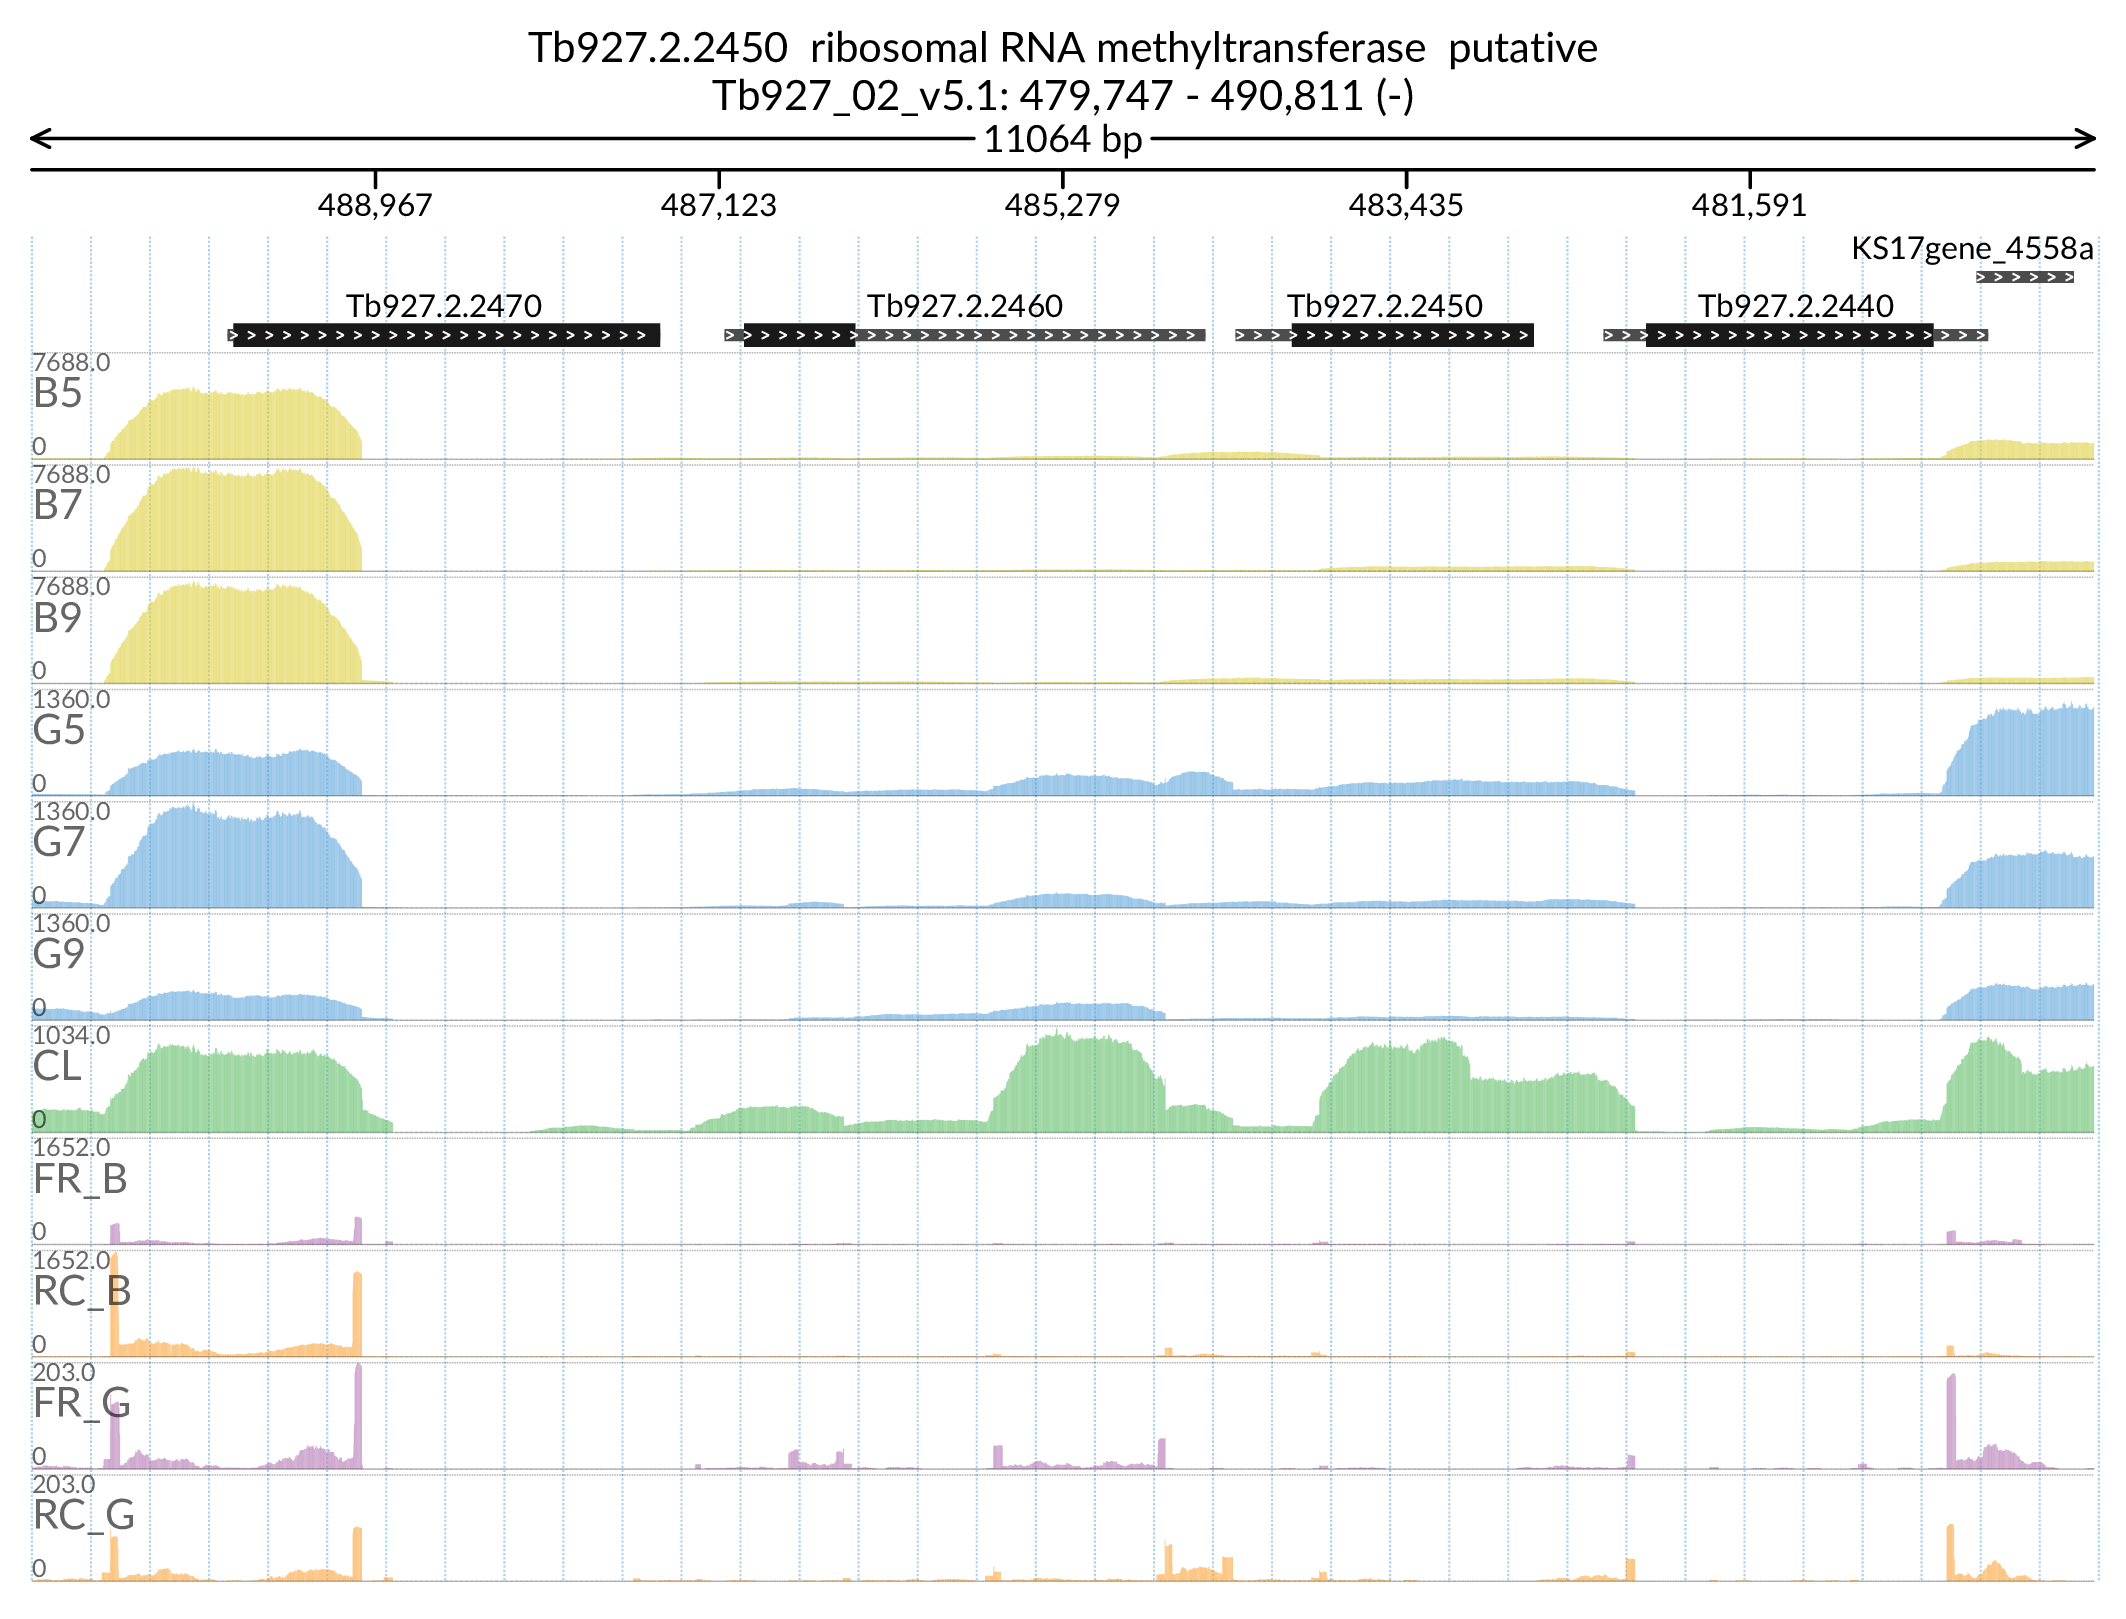 Tb927.2.2450  ribosomal RNA methyltransferase  putative
Tb927_02_v5.1: 479,747 - 490,811 (-)
11064 bp
488,967 487,123 485,279 483,435 481,591
KS17gene_4558a
Tb927.2.2470 Tb927.2.2460 Tb927.2.2450 Tb927.2.2440
7688.0
B5
0
7688.0
B7
0
7688.0
B9
0
1360.0
G5
0
1360.0
G7
0
1360.0
G9
0
1034.0
CL
0
1652.0
FR_B
0
1652.0
RC_B
0
203.0
FR_G
0
203.0
RC_G
0